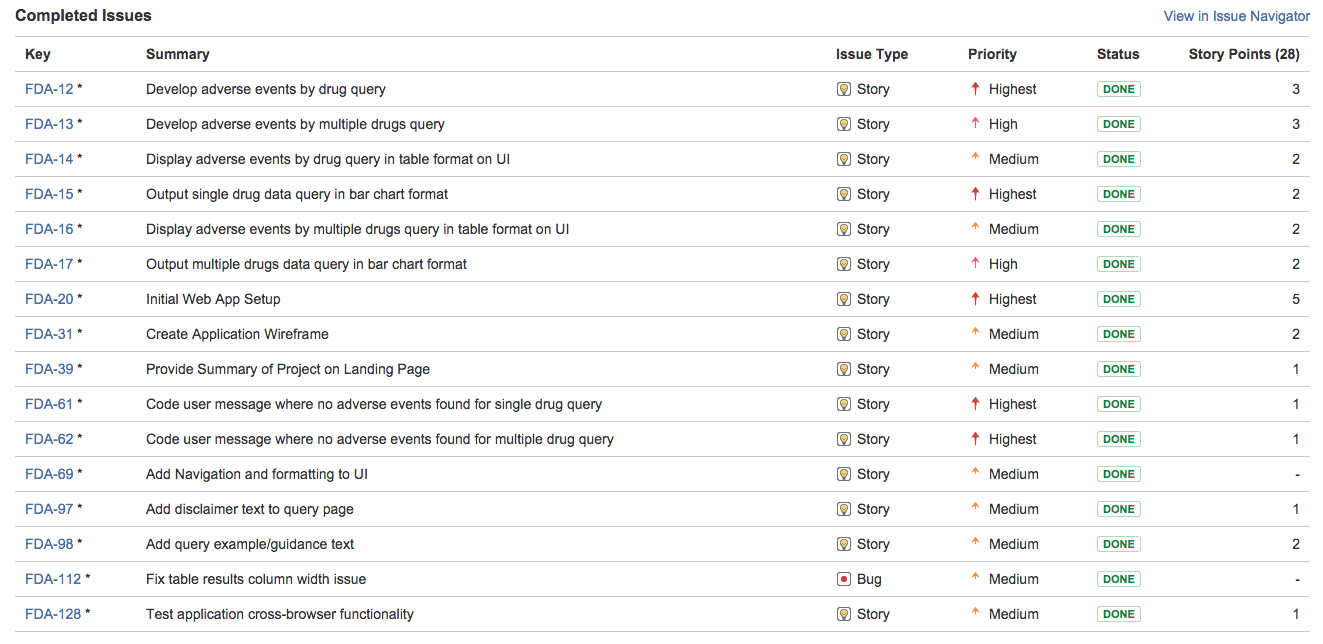 Completed Issues View in Issue Navigator
Key Summary Issue Type Priority Status Story Points (28)
FDA-12 * Develop adverse events by drug query Story Highest DONE 3
FDA-13 * Develop adverse events by multiple drugs query Story High DONE 3
FDA-14 * Display adverse events by drug query in table format on UI Story Medium DONE 2
FDA-15 * Output single drug data query in bar chart format Story Highest DONE 2
FDA-16 * Display adverse events by multiple drugs query in table format on UI Story Medium DONE 2
FDA-17 * Output multiple drugs data query in bar chart format Story High DONE 2
FDA-20 * Initial Web App Setup Story Highest DONE 5
FDA-31 * Create Application Wireframe Story Medium DONE 2
FDA-39 * Provide Summary of Project on Landing Page Story Medium DONE 1
FDA-61 * Code user message where no adverse events found for single drug query Story Highest DONE 1
FDA-62 * Code user message where no adverse events found for multiple drug query Story Highest DONE 1
FDA-69 * Add Navigation and formatting to UI Story Medium DONE -
FDA-97 * Add disclaimer text to query page Story Medium DONE 1
FDA-98 * Add query example/guidance text Story Medium DONE 2
FDA-112 * Fix table results column width issue Bug Medium DONE -
FDA-128 * Test application cross-browser functionality Story Medium DONE 1